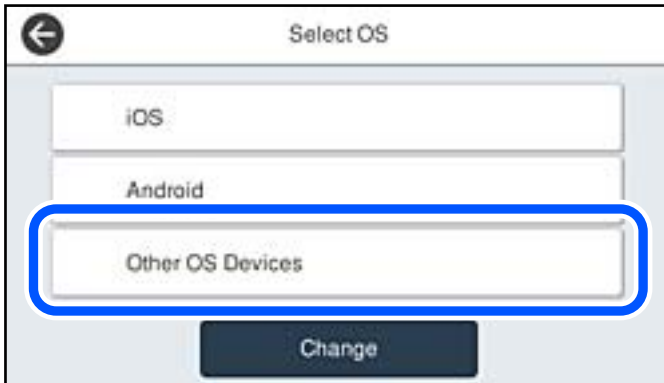 Select OS
iOS
Android
Other OS Devices
Change